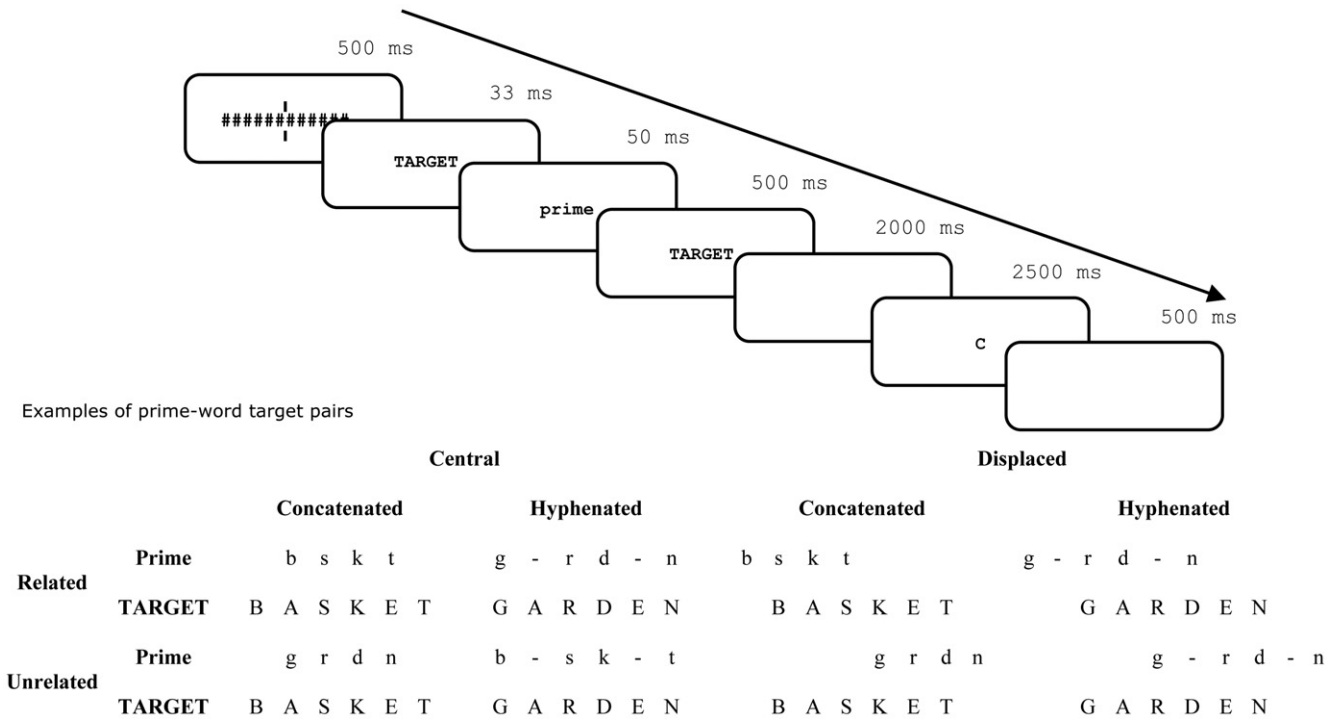 500 ms
############
33 ms
TARGET
50 ms
prime
500 ms
TARGET
2000 ms
2500 ms
C
500 ms
Examples of prime-word target pairs
Central Displaced
Concatenated Hyphenated Concatenated Hyphenated
Related
Prime b s k t g - r d - n b s k t g - r d - n
TARGET B A S K E T G A R D E N B A S K E T G A R D E N
Unrelated
Prime g r d n b - s k - t g r d n g - r d - n
TARGET B A S K E T G A R D E N B A S K E T G A R D E N